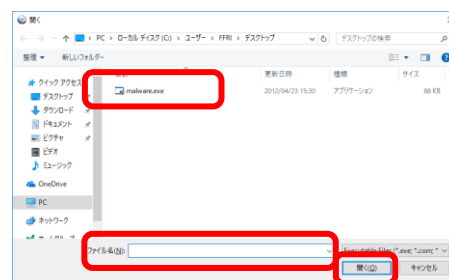 開く
PC › ローカル ディスク (C:) › ユーザー › FFRI › デスクトップ
デスクトップの検索
整理 新しいフォルダー
更新日時 種類 サイズ
malware.exe 2012/04/23 15:30 アプリケーション 88 KB
クイック アクセス
デスクトップ
ダウンロード
ドキュメント
ピクチャ
ビデオ
ミュージック
OneDrive
PC
ネットワーク
ファイル名(N): Executable Files (*.exe; *.com; *
開く(O) キャンセル